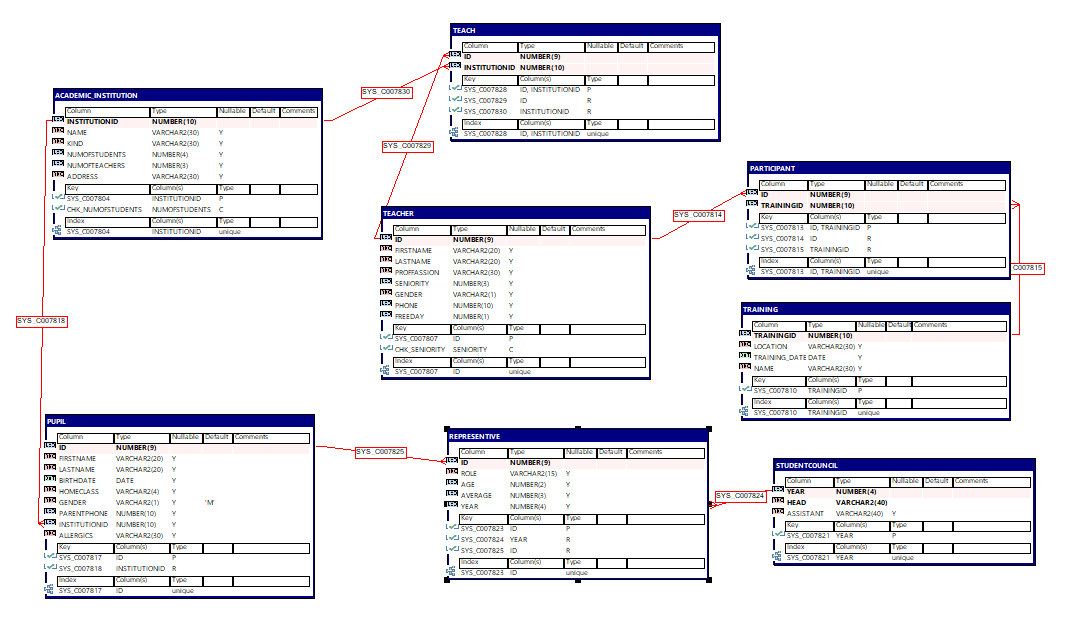 TEACH
Column Type Nullable Default Comments
ID NUMBER(9)
INSTITUTIONID NUMBER(10)
Key Column(s) Type
SYS_C007828 ID, INSTITUTIONID P
SYS_C007829 ID R
SYS_C007830 INSTITUTIONID R
Index Column(s) Type
SYS_C007828 ID, INSTITUTIONID unique
SYS_C007830
SYS_C007829
ACADEMIC_INSTITUTION
Column Type Nullable Default Comments
INSTITUTIONID NUMBER(10)
NAME VARCHAR2(30) Y
KIND VARCHAR2(30) Y
NUMOFSTUDENTS NUMBER(4) Y
NUMOFTEACHERS NUMBER(3) Y
ADDRESS VARCHAR2(30) Y
Key Column(s) Type
SYS_C007804 INSTITUTIONID P
CHK_NUMOFSTUDENTS NUMOFSTUDENTS C
Index Column(s) Type
SYS_C007804 INSTITUTIONID unique
PARTICIPANT
Column Type Nullable Default Comments
ID NUMBER(9)
TRAININGID NUMBER(10)
Key Column(s) Type
SYS_C007813 ID, TRAININGID P
SYS_C007814 ID R
SYS_C007815 TRAININGID R
Index Column(s) Type
SYS_C007813 ID, TRAININGID unique
SYS_C007814
C007815
TEACHER
Column Type Nullable Default Comments
ID NUMBER(9)
FIRSTNAME VARCHAR2(20) Y
LASTNAME VARCHAR2(20) Y
PROFFASSION VARCHAR2(30) Y
SENIORITY NUMBER(3) Y
GENDER VARCHAR2(1) Y
PHONE NUMBER(10) Y
FREEDAY NUMBER(1) Y
Key Column(s) Type
SYS_C007807 ID P
CHK_SENIORITY SENIORITY C
Index Column(s) Type
SYS_C007807 ID unique
TRAINING
Column Type Nullable Default Comments
TRAININGID NUMBER(10)
LOCATION VARCHAR2(30) Y
TRAINING_DATE DATE Y
NAME VARCHAR2(30) Y
Key Column(s) Type
SYS_C007810 TRAININGID P
Index Column(s) Type
SYS_C007810 TRAININGID unique
SYS_C007818
PUPIL
Column Type Nullable Default Comments
ID NUMBER(9)
FIRSTNAME VARCHAR2(20) Y
LASTNAME VARCHAR2(20) Y
BIRTHDATE DATE Y
HOMECLASS VARCHAR2(4) Y
GENDER VARCHAR2(1) Y 'M'
PARENTPHONE NUMBER(10) Y
INSTITUTIONID NUMBER(10) Y
ALLERGICS VARCHAR2(30) Y
Key Column(s) Type
SYS_C007817 ID P
SYS_C007818 INSTITUTIONID R
Index Column(s) Type
SYS_C007817 ID unique
SYS_C007825
REPRESENTIVE
Column Type Nullable Default Comments
ID NUMBER(9)
ROLE VARCHAR2(15) Y
AGE NUMBER(2) Y
AVERAGE NUMBER(3) Y
YEAR NUMBER(4) Y
Key Column(s) Type
SYS_C007823 ID P
SYS_C007824 YEAR R
SYS_C007825 ID R
Index Column(s) Type
SYS_C007823 ID unique
SYS_C007824
STUDENTCOUNCIL
Column Type Nullable Default Comments
YEAR NUMBER(4)
HEAD VARCHAR2(40)
ASSISTANT VARCHAR2(40) Y
Key Column(s) Type
SYS_C007821 YEAR P
Index Column(s) Type
SYS_C007821 YEAR unique